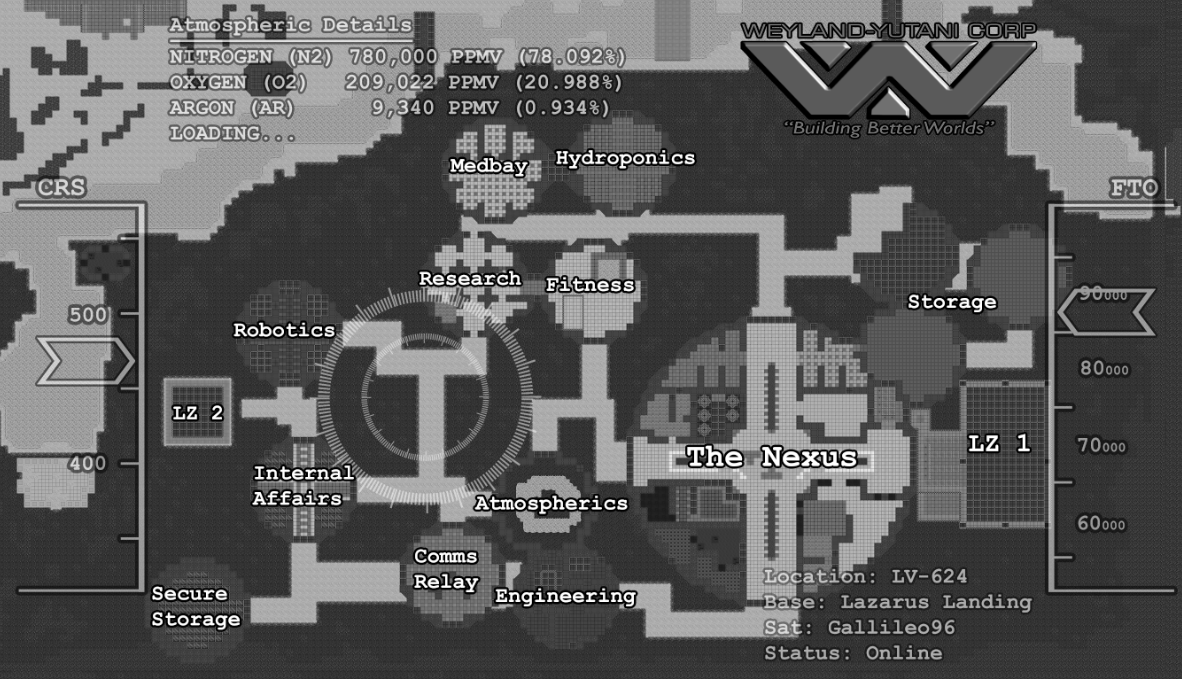 Atmospheric Details
NITROGEN (N2) 780,000 PPMV (78.092%)
OXYGEN (O2) 209,022 PPMV (20.988%)
ARGON (AR) 9,340 PPMV (0.934%)
LOADING...
WEYLAND-YUTANI CORP
"Building Better Worlds"
CRS
FTO
Medbay
Hydroponics
Research
Fitness
Storage
90000
500
Robotics
80000
LZ 2
LZ 1
70000
The Nexus
400
Internal
Affairs
Atmospherics
60000
Comms
Relay
Engineering
Secure
Storage
Location: LV-624
Base: Lazarus Landing
Sat: Gallileo96
Status: Online